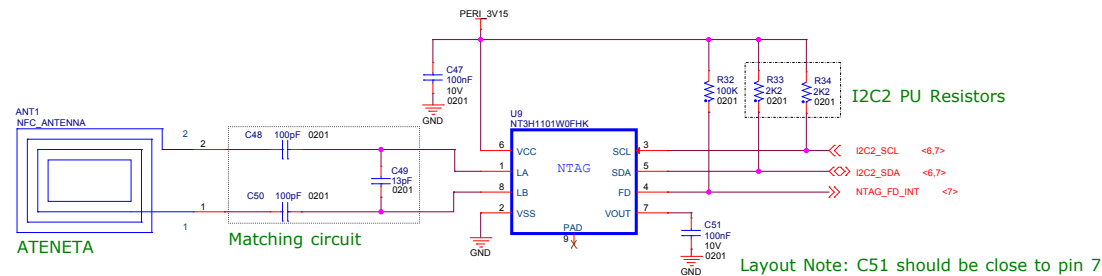 PERI_3V15
C47
100nF
10V
0201
GND
R32
100K
0201
R33
2K2
0201
R34
2K2
0201
I2C2 PU Resistors
ANT1
NFC_ANTENNA
2
2
1
1
ATENETA
C48 100pF 0201
C49
13pF
0201
C50 100pF 0201
Matching circuit
U9
NT3H1101W0FHK
NTAG
6 VCC
1 LA
8 LB
2 VSS
SCL 3
SDA 5
FD 4
VOUT 7
PAD
9
GND
I2C2_SCL <6,7>
I2C2_SDA <6,7>
NTAG_FD_INT <7>
C51
100nF
10V
0201
GND
Layout Note: C51 should be close to pin 7